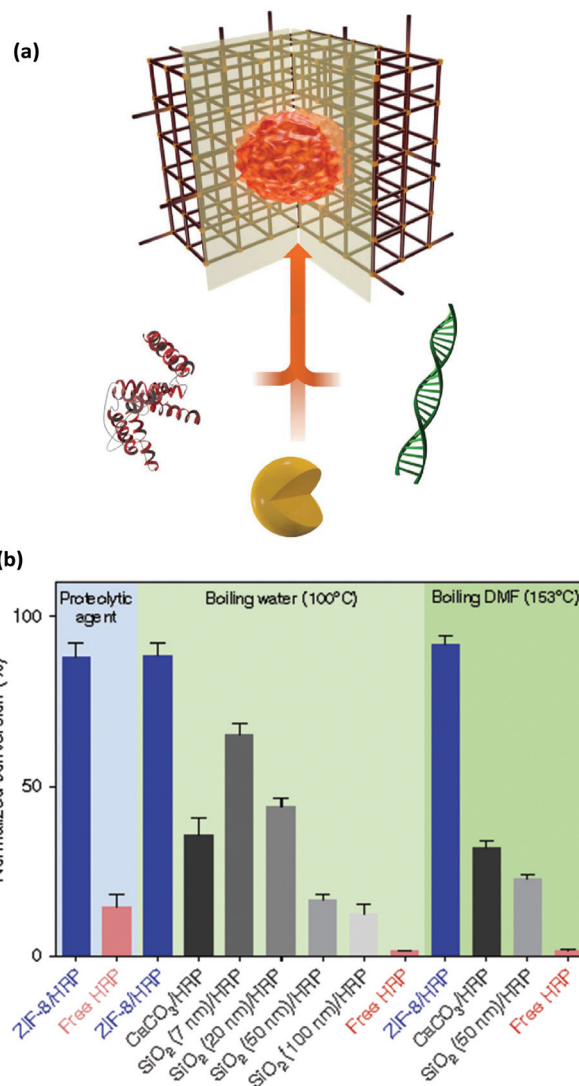 (a)
(b)
Proteolytic
agent
Boiling water (100°C)
Boiling DMF (153°C)
100
50
0
ZIF-8/HRP
Free HRP
ZIF-8/HRP
CaCO₃/HRP
SiO₂ (7 nm)/HRP
SiO₂ (20 nm)/HRP
SiO₂ (50 nm)/HRP
SiO₂ (100 nm)/HRP
Free HRP
ZIF-8/HRP
CaCO₃/HRP
SiO₂ (50 nm)/HRP
Free HRP